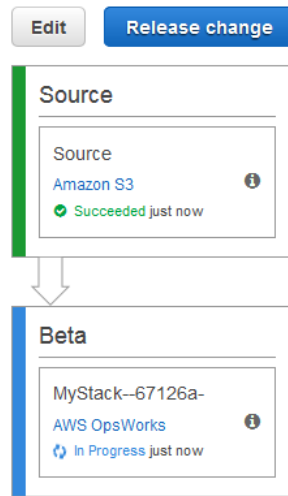 Edit
Release change
Source
Source
Amazon S3
Succeeded just now
Beta
MyStack--67126a-
AWS OpsWorks
In Progress just now